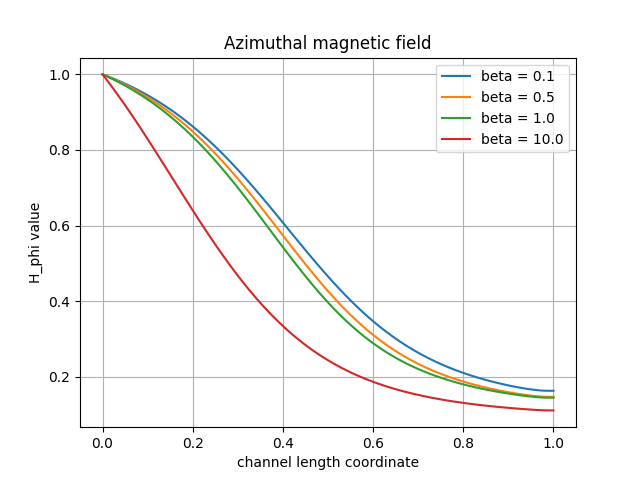 Azimuthal magnetic field
beta = 0.1
beta = 0.5
beta = 1.0
beta = 10.0
H_phi value
1.0
0.8
0.6
0.4
0.2
0.0 0.2 0.4 0.6 0.8 1.0
channel length coordinate